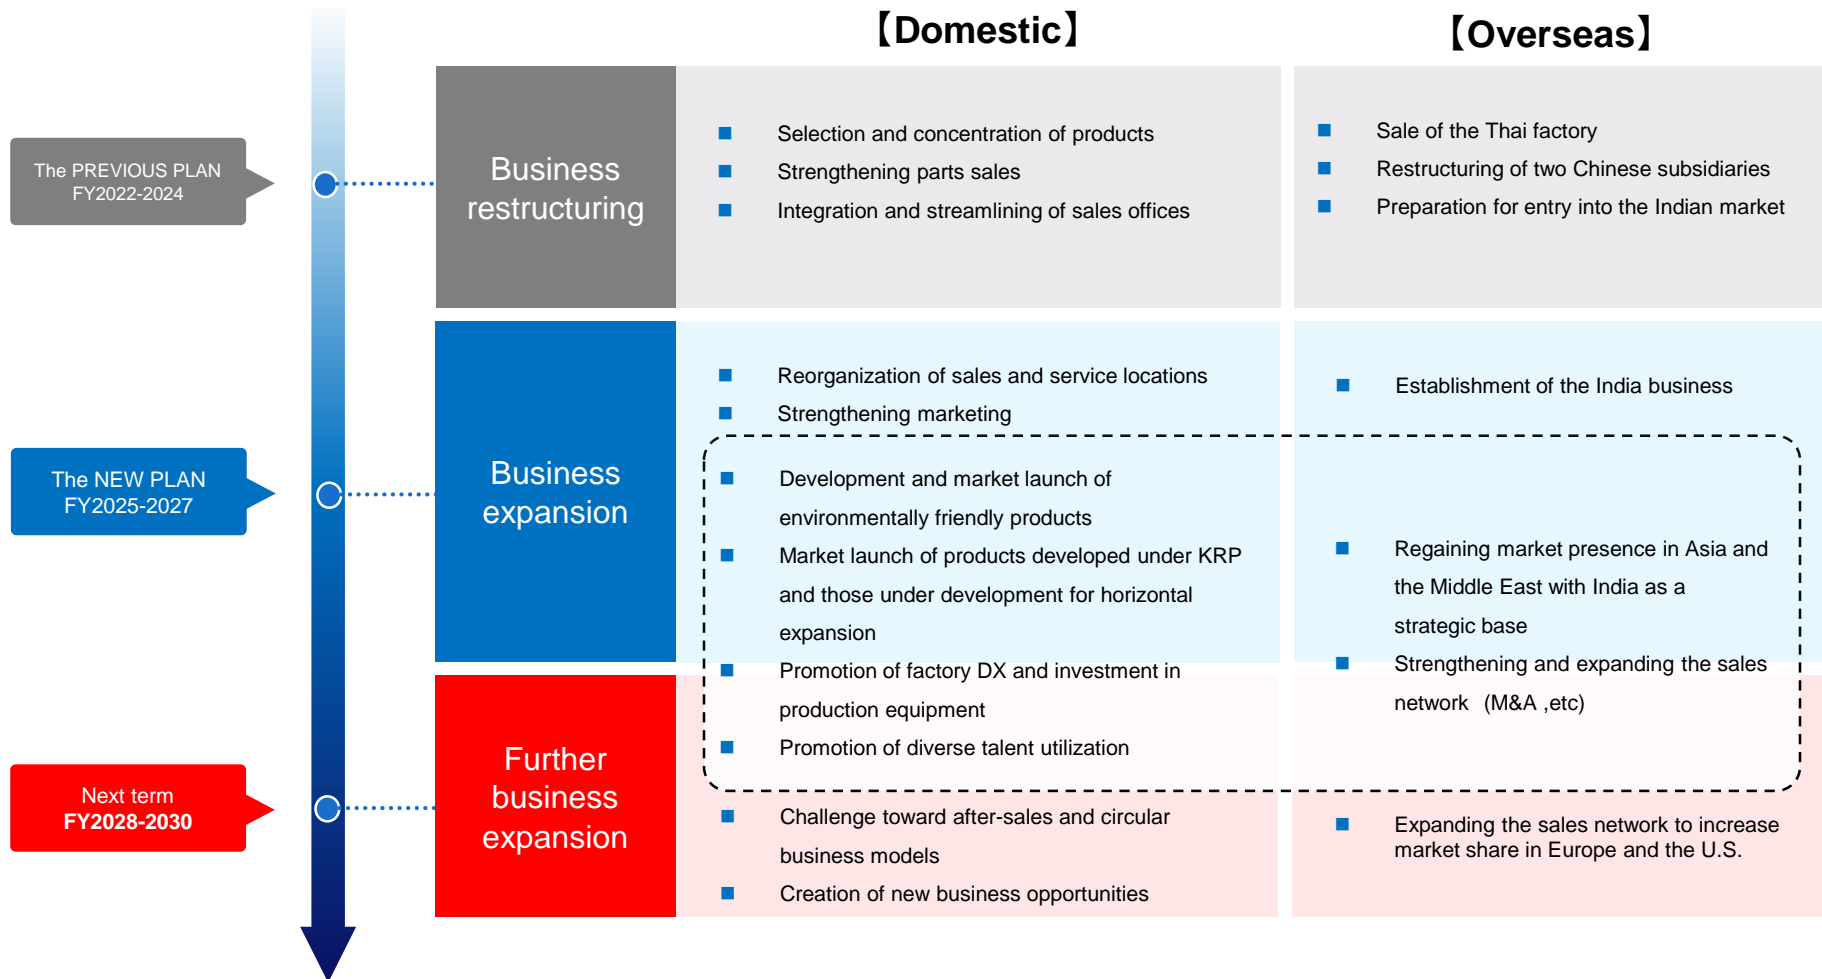 【Domestic】
【Overseas】
The PREVIOUS PLAN
FY2022-2024
Business
restructuring
Selection and concentration of products
Strengthening parts sales
Integration and streamlining of sales offices
Sale of the Thai factory
Restructuring of two Chinese subsidiaries
Preparation for entry into the Indian market
The NEW PLAN
FY2025-2027
Business
expansion
Reorganization of sales and service locations
Strengthening marketing
Development and market launch of
environmentally friendly products
Market launch of products developed under KRP
and those under development for horizontal
expansion
Promotion of factory DX and investment in
production equipment
Promotion of diverse talent utilization
Establishment of the India business
Regaining market presence in Asia and
the Middle East with India as a
strategic base
Strengthening and expanding the sales
network (M&A ,etc)
Next term
FY2028-2030
Further
business
expansion
Challenge toward after-sales and circular
business models
Creation of new business opportunities
Expanding the sales network to increase
market share in Europe and the U.S.